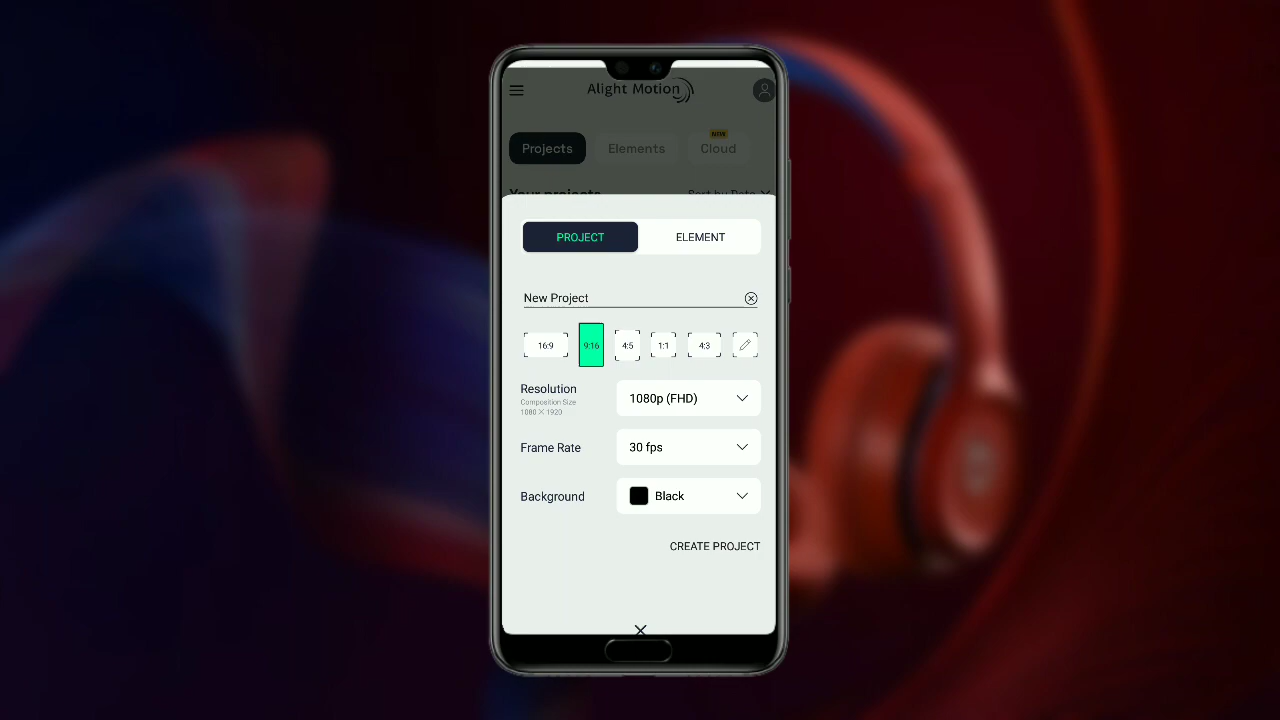 Alight Motion
NEW
Projects Elements Cloud
Your projects Sort by Date
PROJECT ELEMENT
New Project
16:9 9:16 4:5 1:1 4:3
Resolution
Composition Size
1080 × 1920
1080p (FHD)
Frame Rate 30 fps
Background Black
CREATE PROJECT